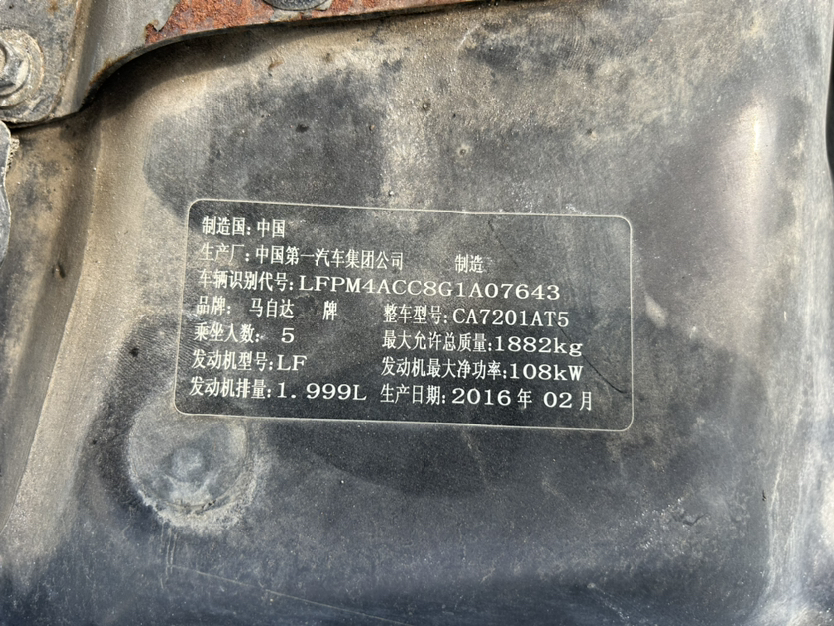 制造国:中国
生产厂:中国第一汽车集团公司 制造
车辆识别代号:LFPM4ACC8G1A07643
品牌: 马自达 牌 整车型号:CA7201AT5
乘坐人数: 5 最大允许总质量:1882kg
发动机型号:LF 发动机最大净功率:108kW
发动机排量:1.999L 生产日期:2016年 02月